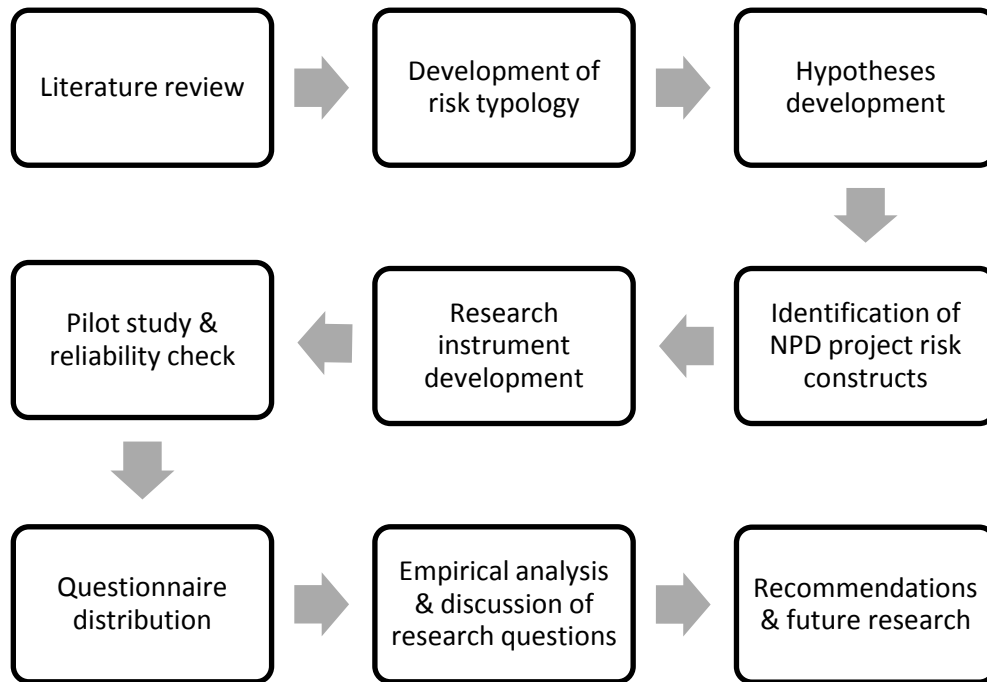 Literature review
Development of
risk typology
Hypotheses
development
Identification of
NPD project risk
constructs
Research
instrument
development
Pilot study &
reliability check
Questionnaire
distribution
Empirical analysis
& discussion of
research questions
Recommendations
& future research